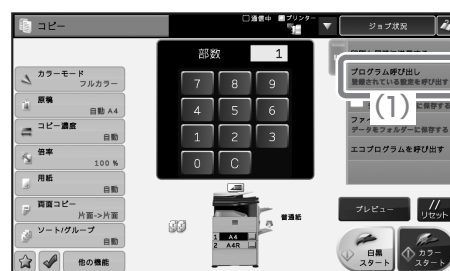 コピー
通信中
プリンター
ジョブ状況
部数
1
カラーモード
フルカラー
原稿
自動 A4
コピー濃度
自動
倍率
100 %
用紙
自動
両面コピー
片面->片面
ソート/グループ
自動
他の機能
7 8 9
4 5 6
1 2 3
0 C
普通紙
1 A4
2 A4R
プログラム呼び出し
登録されている設定を呼び出す
(1)
に保存する
ファ
データをフォルダーに保存する
エコプログラムを呼び出す
プレビュー
リセット
白黒
スタート
カラー
スタート